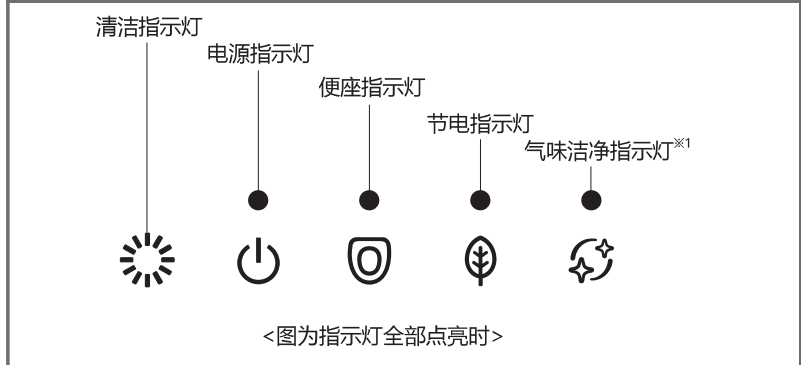 清洁指示灯
电源指示灯
便座指示灯
节电指示灯
气味洁净指示灯※1
<图为指示灯全部点亮时>